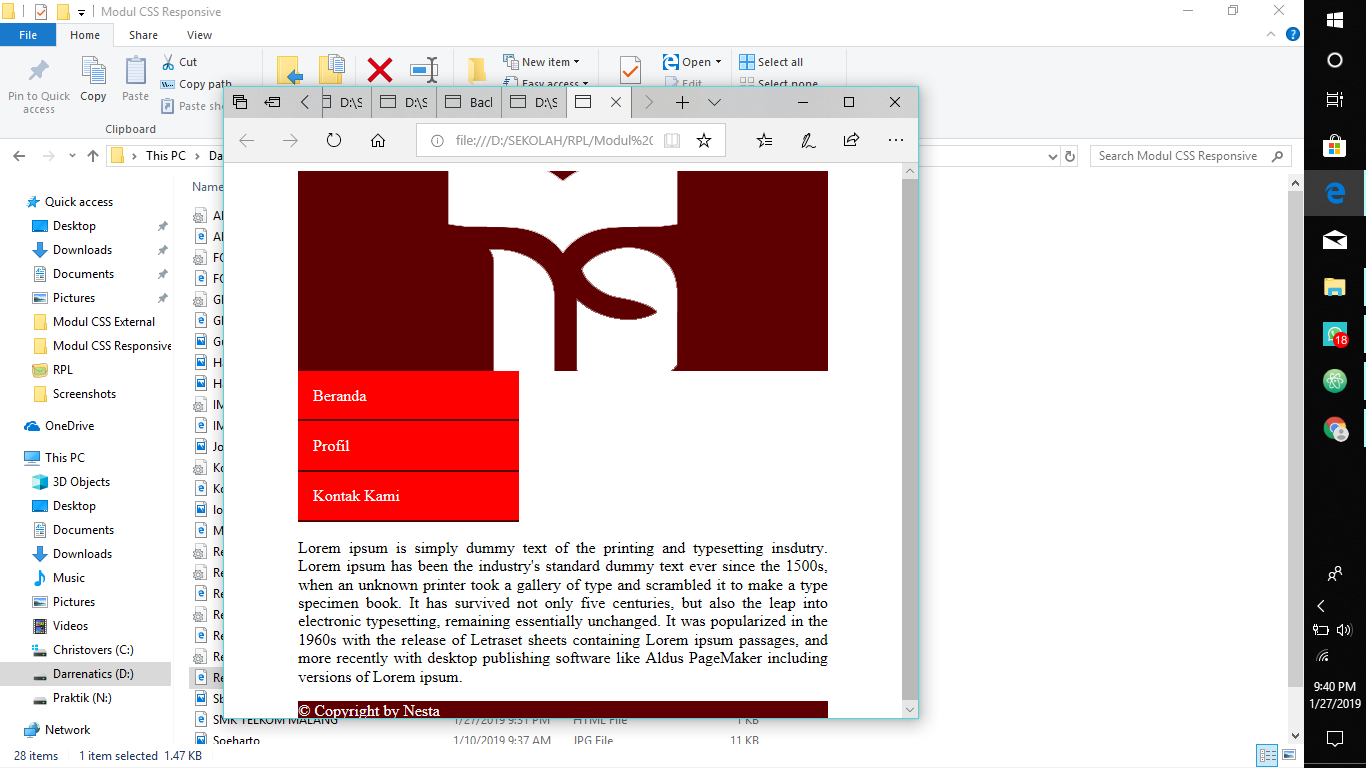 Modul CSS Responsive
File Home Share View
Pin to Quick access
Copy
Paste
Cut
Copy path
Paste sho
Clipboard
New item
Easy access
Open
Edit
Select all
Select none
This PC
Da
Search Modul CSS Responsive
D:\S D:\S Bacl D:\S
file:///D:/SEKOLAH/RPL/Modul%20
Quick access
Desktop
Downloads
Documents
Pictures
Modul CSS External
Modul CSS Responsive
RPL
Screenshots
OneDrive
This PC
3D Objects
Desktop
Documents
Downloads
Music
Pictures
Videos
Christovers (C:)
Darrenatics (D:)
Praktik (N:)
Network
Name
Beranda
Profil
Kontak Kami
Lorem ipsum is simply dummy text of the printing and typesetting insdutry.
Lorem ipsum has been the industry's standard dummy text ever since the 1500s,
when an unknown printer took a gallery of type and scrambled it to make a type
specimen book. It has survived not only five centuries, but also the leap into
electronic typesetting, remaining essentially unchanged. It was popularized in the
1960s with the release of Letraset sheets containing Lorem ipsum passages, and
more recently with desktop publishing software like Aldus PageMaker including
versions of Lorem ipsum.
© Copyright by Nesta
SMK TELKOM MALANG 1/27/2019 9:31 PM HTML File 1 KB
Soeharto 1/10/2019 9:37 AM JPG File 11 KB
28 items 1 item selected 1.47 KB
18
9:40 PM
1/27/2019